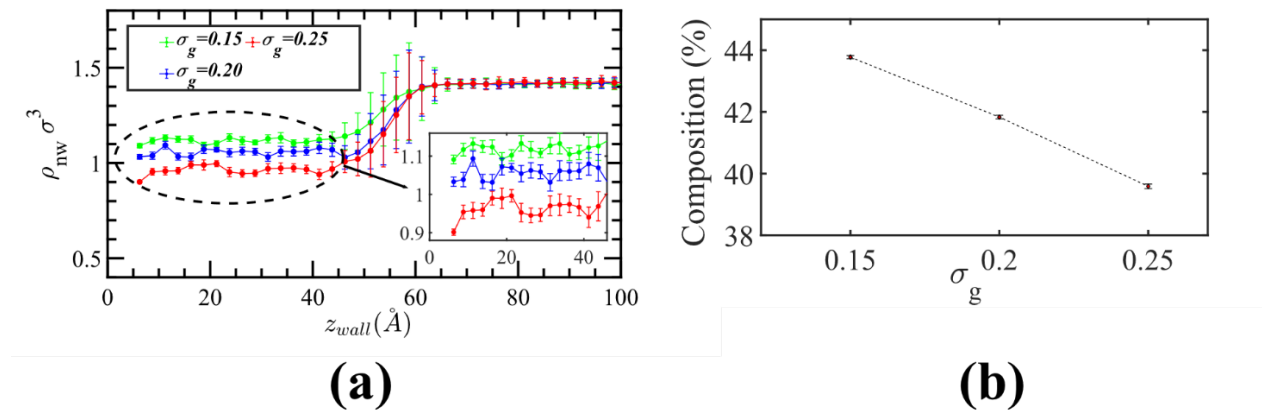 σg=0.15 σg=0.25
σg=0.20
ρnw σ³
1.5
1
0.5
0 20 40 60 80 100
zwall(Å)
1.1
1
0.9
0 20 40
(a)
Composition (%)
44
42
40
38
0.15 0.2 0.25
σg
(b)